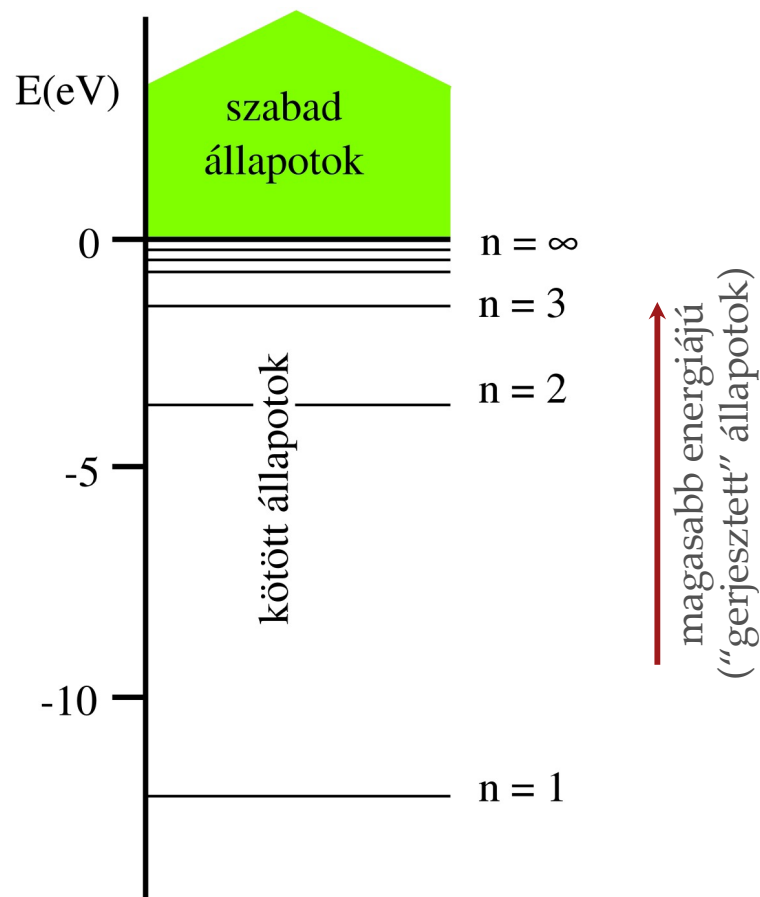 E(eV)
szabad
állapotok
0
n = ∞
n = 3
n = 2
-5
kötött állapotok
-10
n = 1
magasabb energiájú
(“gerjesztett” állapotok)